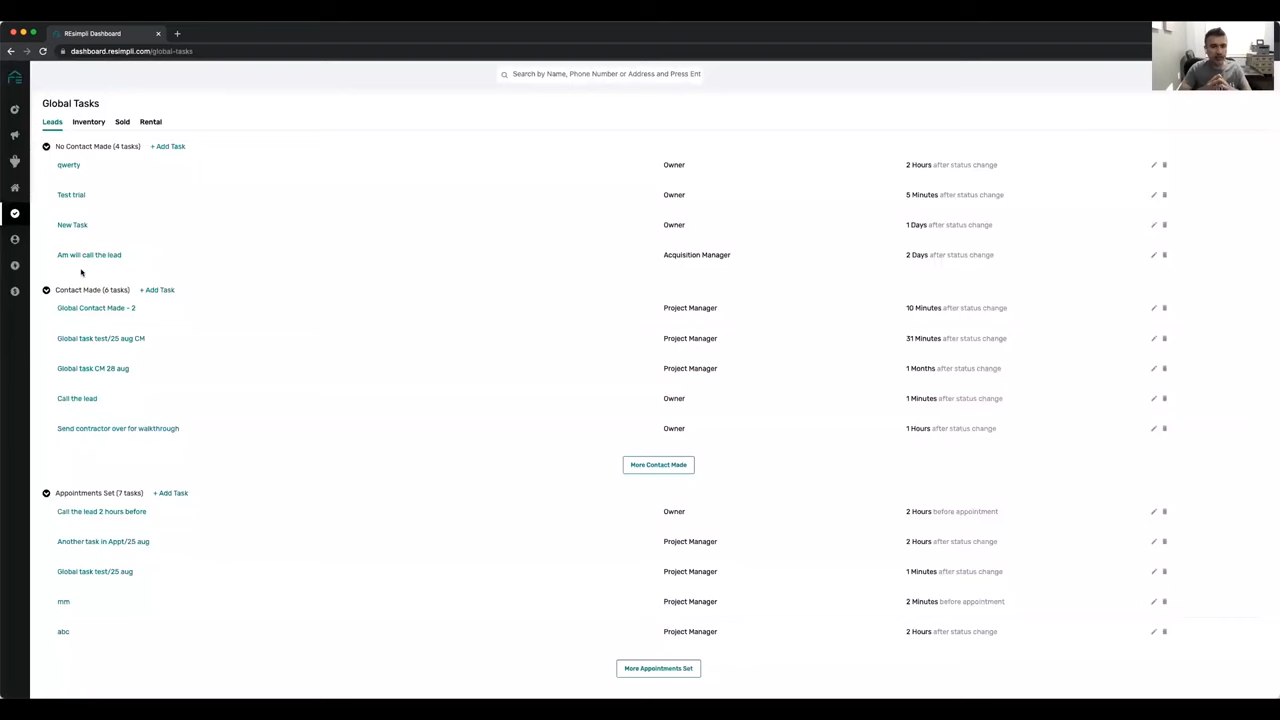 REsimpli Dashboard
dashboard.resimpli.com/global-tasks
Search by Name, Phone Number or Address and Press Ent
Global Tasks
Leads Inventory Sold Rental
No Contact Made (4 tasks) + Add Task
qwerty Owner 2 Hours after status change
Test trial Owner 5 Minutes after status change
New Task Owner 1 Days after status change
Am will call the lead Acquisition Manager 2 Days after status change
Contact Made (6 tasks) + Add Task
Global Contact Made - 2 Project Manager 10 Minutes after status change
Global task test/25 aug CM Project Manager 31 Minutes after status change
Global task CM 28 aug Project Manager 1 Months after status change
Call the lead Owner 1 Minutes after status change
Send contractor over for walkthrough Owner 1 Hours after status change
More Contact Made
Appointments Set (7 tasks) + Add Task
Call the lead 2 hours before Owner 2 Hours before appointment
Another task in Appt/25 aug Project Manager 2 Hours after status change
Global task test/25 aug Project Manager 1 Minutes after status change
mm Project Manager 2 Minutes before appointment
abc Project Manager 2 Hours after status change
More Appointments Set